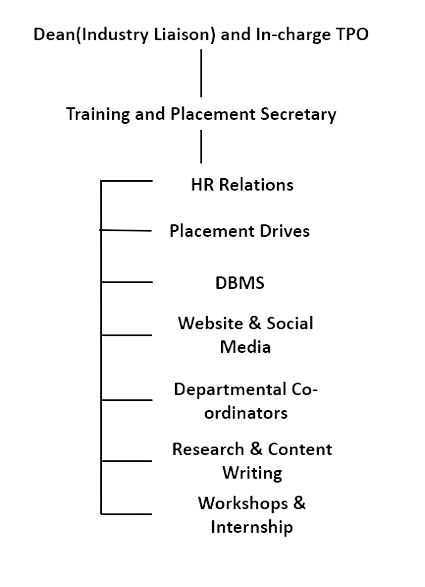 Dean(Industry Liaison) and In-charge TPO
Training and Placement Secretary
HR Relations
Placement Drives
DBMS
Website & Social
Media
Departmental Co-
ordinators
Research & Content
Writing
Workshops &
Internship